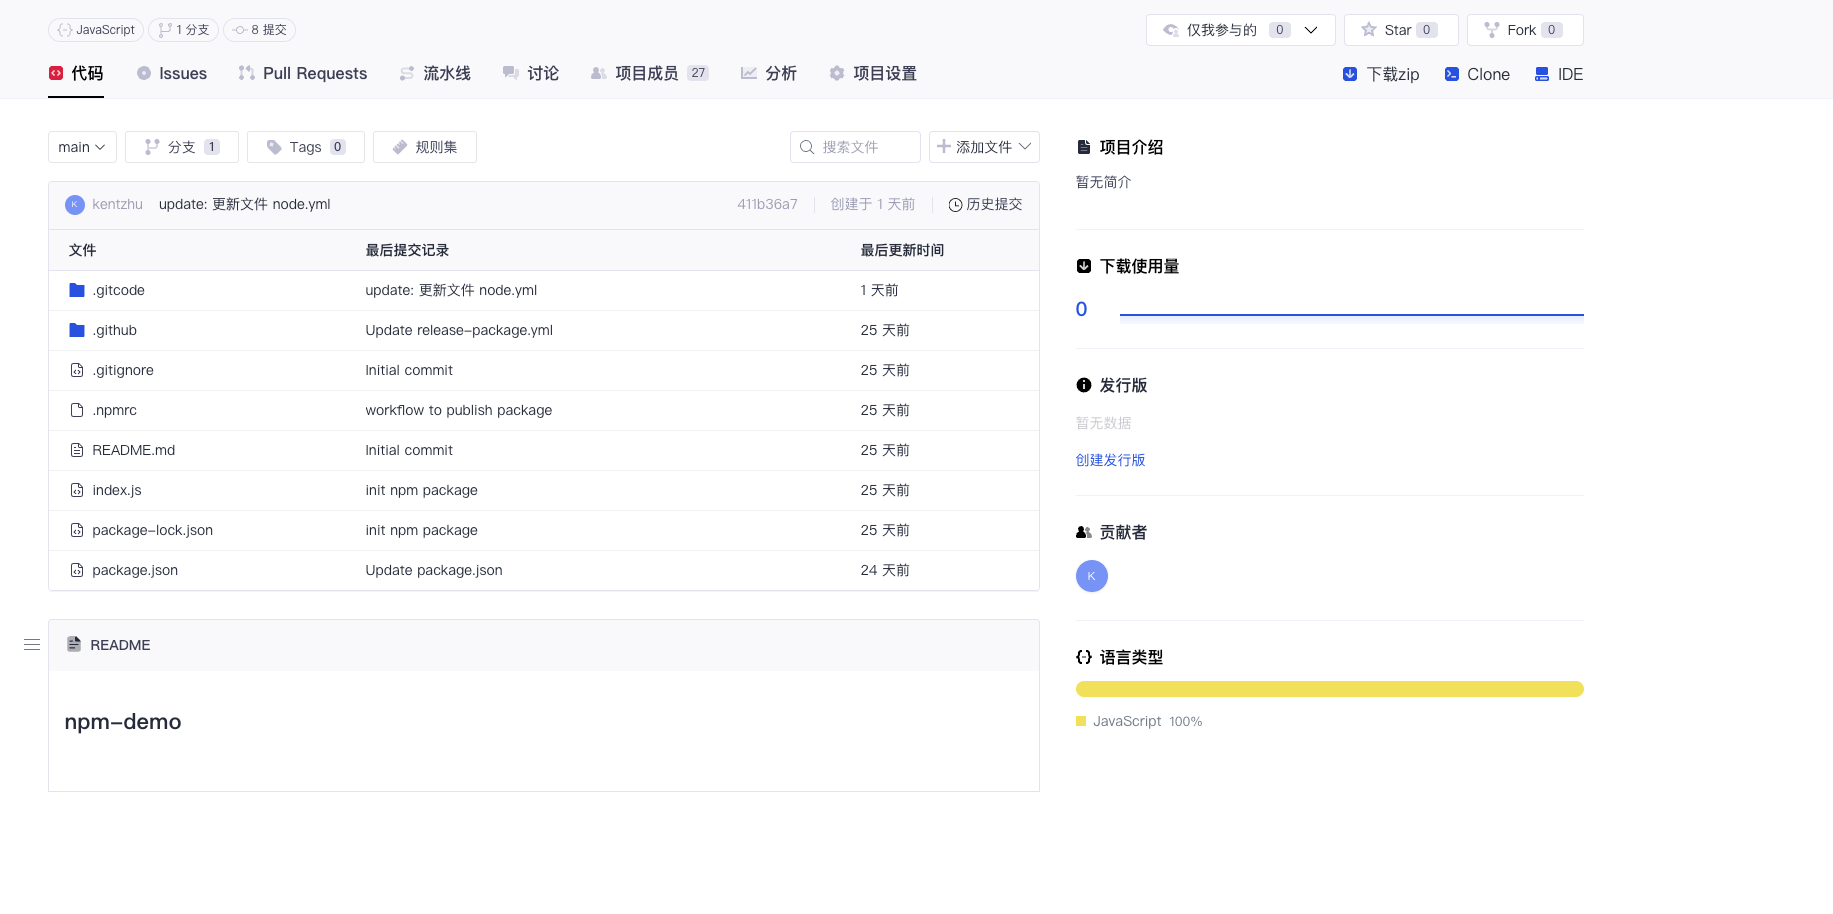 JavaScript 1 分支 8 提交 仅我参与的 0 Star 0 Fork 0
代码 Issues Pull Requests 流水线 讨论 项目成员 27 分析 项目设置 下载zip Clone IDE
main 分支 1 Tags 0 规则集 搜索文件 添加文件
K kentzhu update: 更新文件 node.yml 411b36a7 创建于 1 天前 历史提交
文件 最后提交记录 最后更新时间
.gitcode update: 更新文件 node.yml 1 天前
.github Update release-package.yml 25 天前
.gitignore Initial commit 25 天前
.npmrc workflow to publish package 25 天前
README.md Initial commit 25 天前
index.js init npm package 25 天前
package-lock.json init npm package 25 天前
package.json Update package.json 24 天前
README
npm-demo
项目介绍
暂无简介
下载使用量
0
发行版
暂无数据
创建发行版
贡献者
K
语言类型
JavaScript 100%